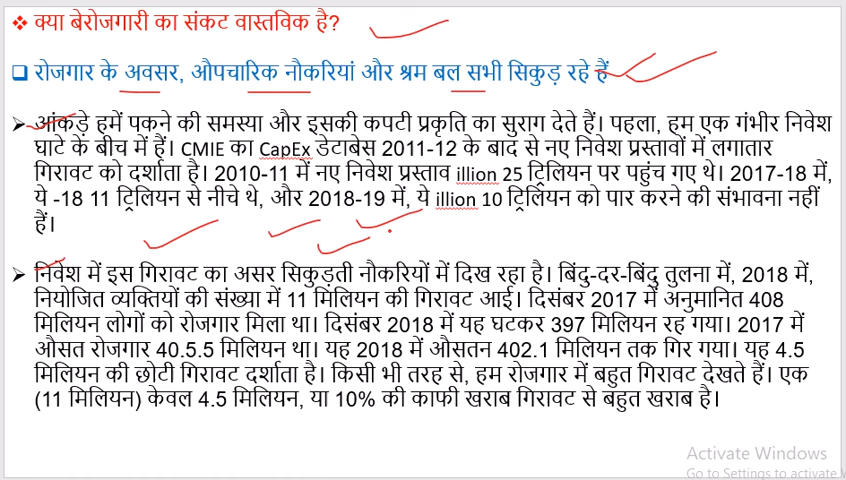 ❖ क्या बेरोजगारी का संकट वास्तविक है?
❑ रोजगार के अवसर, औपचारिक नौकरियां और श्रम बल सभी सिकुड़ रहे हैं
➤ आंकड़े हमें पकने की समस्या और इसकी कपटी प्रकृति का सुराग देते हैं। पहला, हम एक गंभीर निवेश
घाटे के बीच में हैं। CMIE का CapEx डेटाबेस 2011-12 के बाद से नए निवेश प्रस्तावों में लगातार
गिरावट को दर्शाता है। 2010-11 में नए निवेश प्रस्ताव illion 25 ट्रिलियन पर पहुंच गए थे। 2017-18 में,
ये -18 11 ट्रिलियन से नीचे थे, और 2018-19 में, ये illion 10 ट्रिलियन को पार करने की संभावना नहीं
हैं।
➤ निवेश में इस गिरावट का असर सिकुड़ती नौकरियों में दिख रहा है। बिंदु-दर-बिंदु तुलना में, 2018 में,
नियोजित व्यक्तियों की संख्या में 11 मिलियन की गिरावट आई। दिसंबर 2017 में अनुमानित 408
मिलियन लोगों को रोजगार मिला था। दिसंबर 2018 में यह घटकर 397 मिलियन रह गया। 2017 में
औसत रोजगार 40.5.5 मिलियन था। यह 2018 में औसतन 402.1 मिलियन तक गिर गया। यह 4.5
मिलियन की छोटी गिरावट दर्शाता है। किसी भी तरह से, हम रोजगार में बहुत गिरावट देखते हैं। एक
(11 मिलियन) केवल 4.5 मिलियन, या 10% की काफी खराब गिरावट से बहुत खराब है।
Activate Windows
Go to Settings to activate W